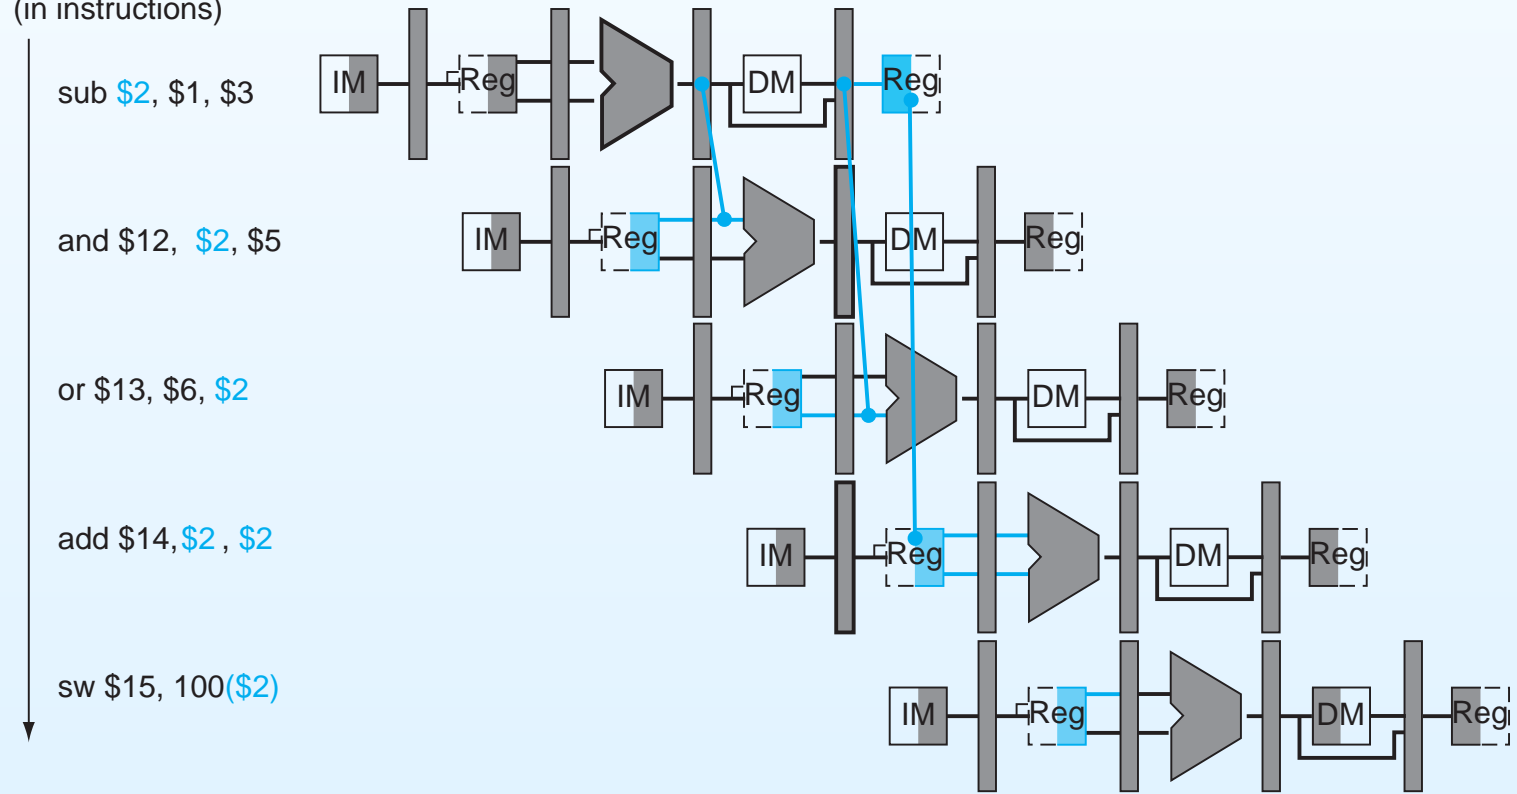 (in instructions)
sub $2, $1, $3
IM Reg DM Reg
and $12, $2, $5
IM Reg DM Reg
or $13, $6, $2
IM Reg DM Reg
add $14,$2 , $2
IM Reg DM Reg
sw $15, 100($2)
IM Reg DM Reg